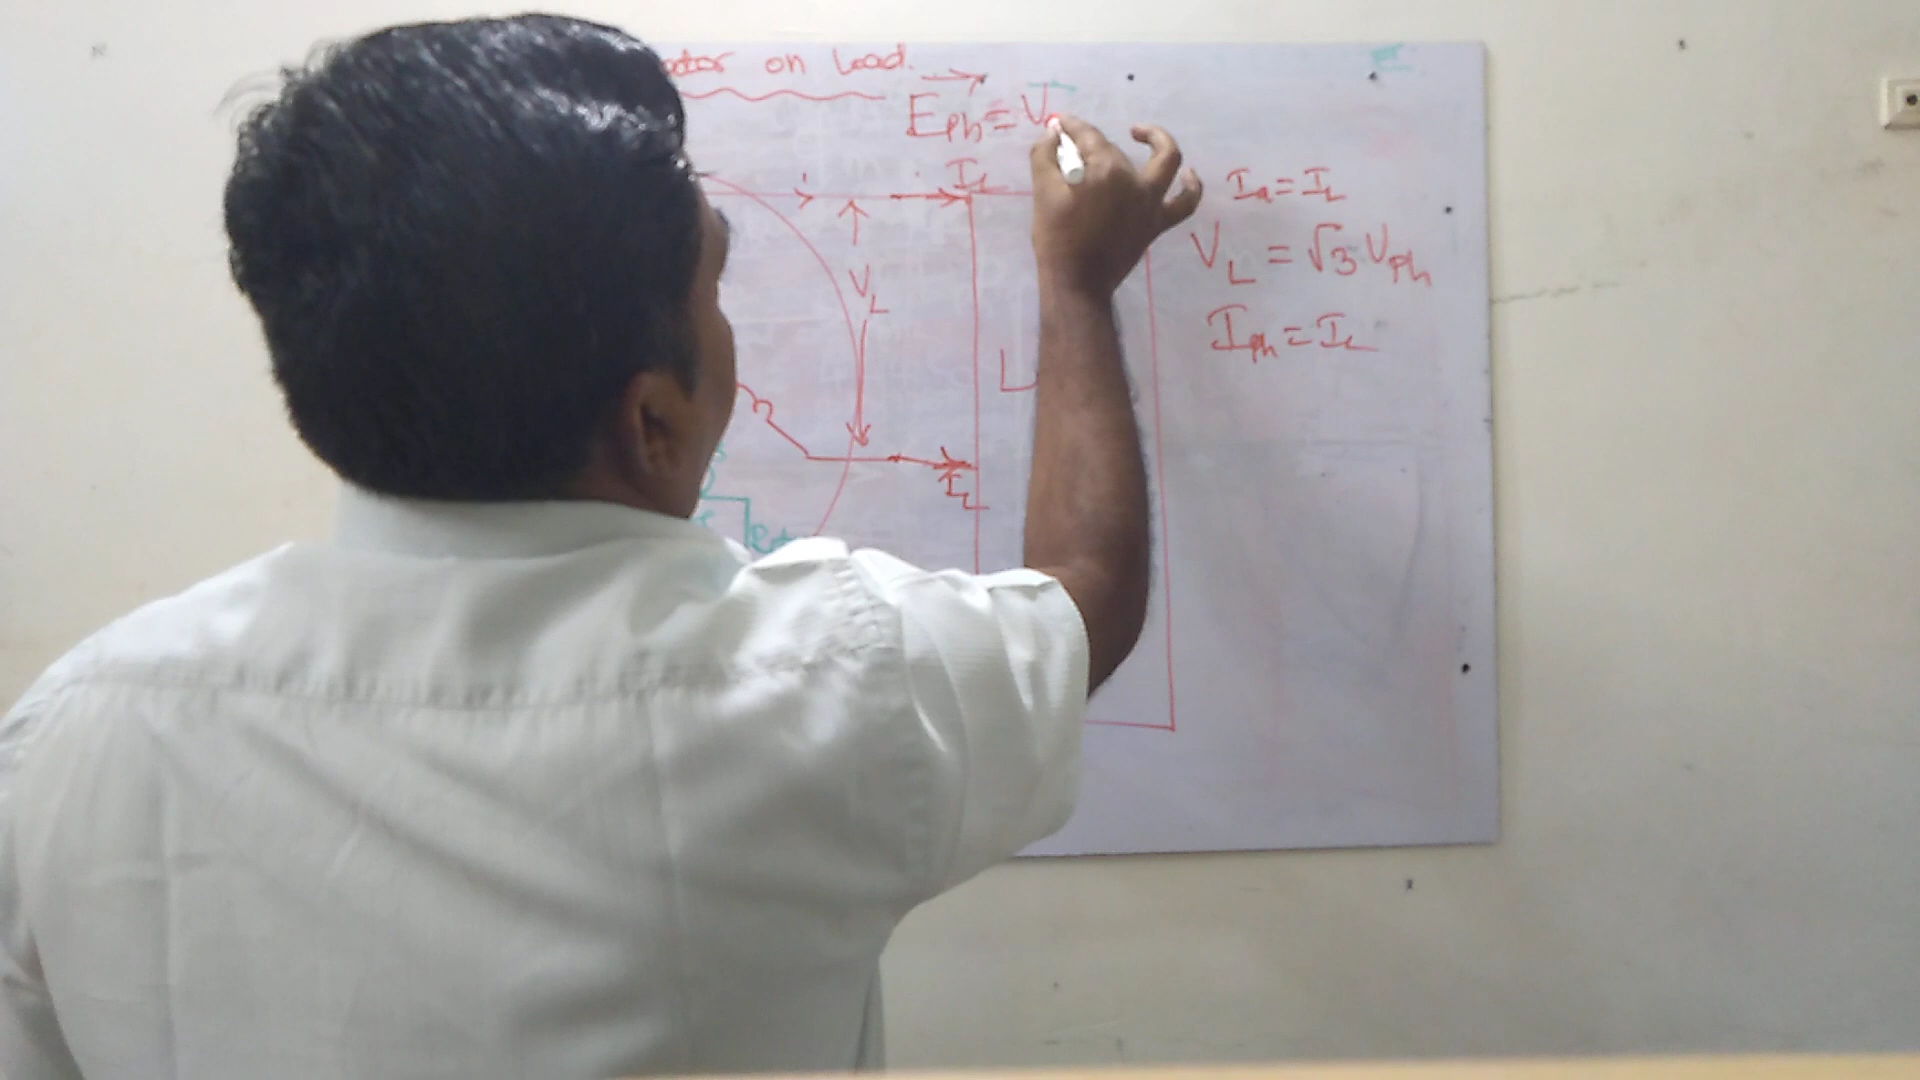 on Load.
Eph = V
IL
Ia = IL
VL = √3 Vph
VL
Iph = IL
L
IL